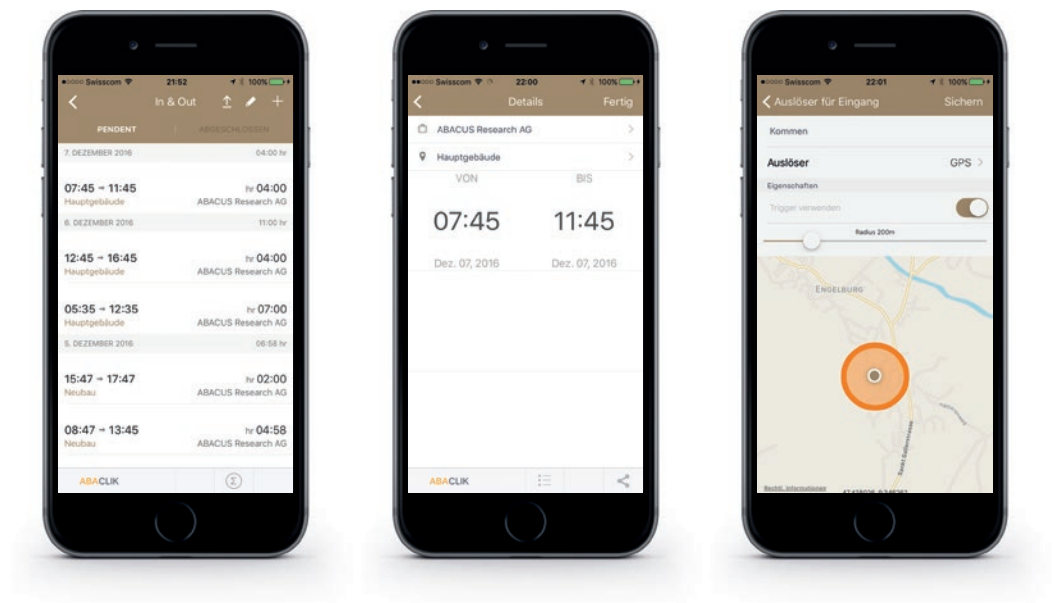 Swisscom 21:52 100%
In & Out
PENDENT ABGESCHLOSSEN
7. DEZEMBER 2016 04:00 hr
07:45 → 11:45 hr 04:00
Hauptgebäude ABACUS Research AG
6. DEZEMBER 2016 11:00 hr
12:45 → 16:45 hr 04:00
Hauptgebäude ABACUS Research AG
05:35 → 12:35 hr 07:00
Hauptgebäude ABACUS Research AG
5. DEZEMBER 2016 06:58 hr
15:47 → 17:47 hr 02:00
Neubau ABACUS Research AG
08:47 → 13:45 hr 04:58
Neubau ABACUS Research AG
ABACLIK Σ
Swisscom 22:00 100%
Details Fertig
ABACUS Research AG
Hauptgebäude
VON BIS
07:45 11:45
Dez. 07, 2016 Dez. 07, 2016
ABACLIK
Swisscom 22:01 100%
Auslöser für Eingang Sichern
Kommen
Auslöser GPS
Eigenschaften
Trigger verwenden
Radius 200m
ENGELBURG
Sankt Gallerstrasse
Rechtl. Informationen